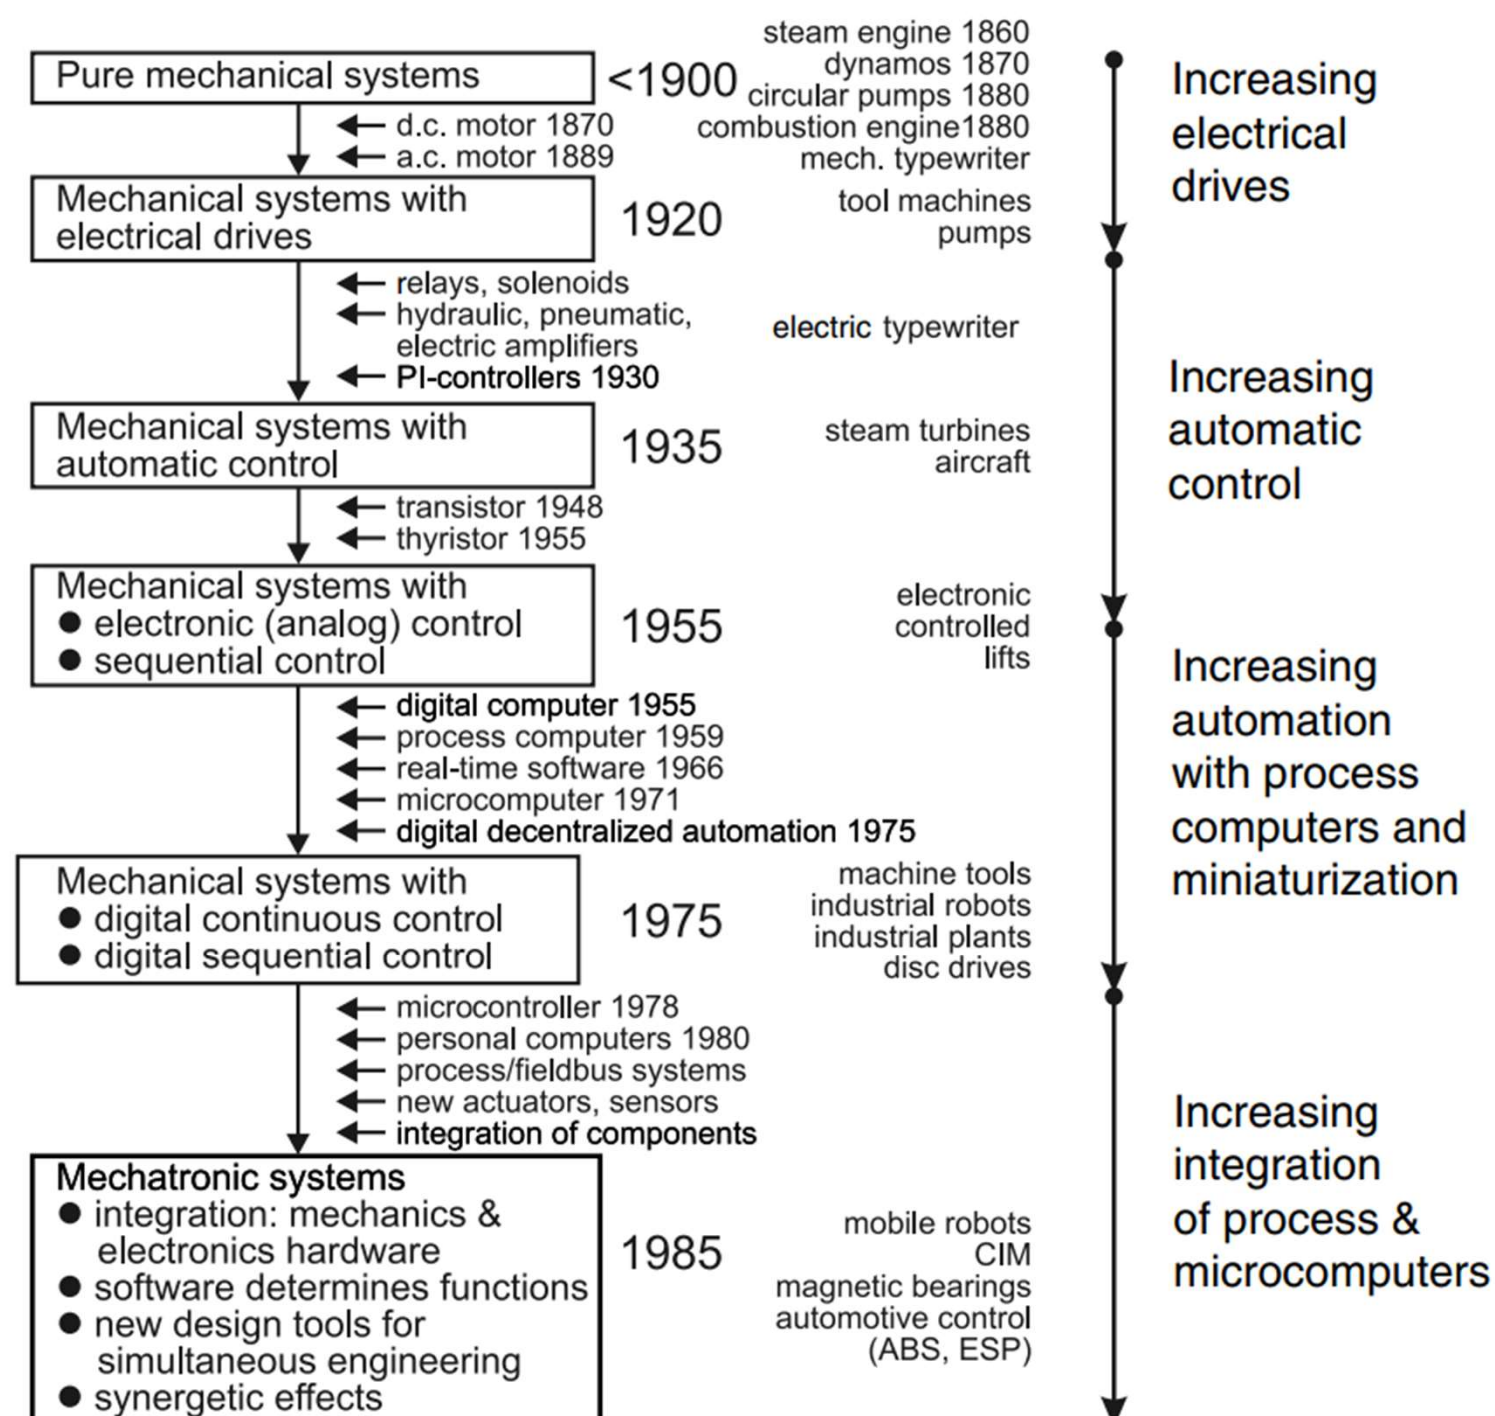 Pure mechanical systems
<1900
steam engine 1860
dynamos 1870
circular pumps 1880
combustion engine1880
mech. typewriter
Increasing
electrical
drives
d.c. motor 1870
a.c. motor 1889
Mechanical systems with
electrical drives
1920
tool machines
pumps
relays, solenoids
hydraulic, pneumatic,
electric amplifiers
PI-controllers 1930
electric typewriter
Increasing
automatic
control
Mechanical systems with
automatic control
1935
steam turbines
aircraft
transistor 1948
thyristor 1955
Mechanical systems with
● electronic (analog) control
● sequential control
1955
electronic
controlled
lifts
Increasing
automation
with process
computers and
miniaturization
digital computer 1955
process computer 1959
real-time software 1966
microcomputer 1971
digital decentralized automation 1975
Mechanical systems with
● digital continuous control
● digital sequential control
1975
machine tools
industrial robots
industrial plants
disc drives
microcontroller 1978
personal computers 1980
process/fieldbus systems
new actuators, sensors
integration of components
Increasing
integration
of process &
microcomputers
Mechatronic systems
● integration: mechanics &
electronics hardware
● software determines functions
● new design tools for
simultaneous engineering
● synergetic effects
1985
mobile robots
CIM
magnetic bearings
automotive control
(ABS, ESP)